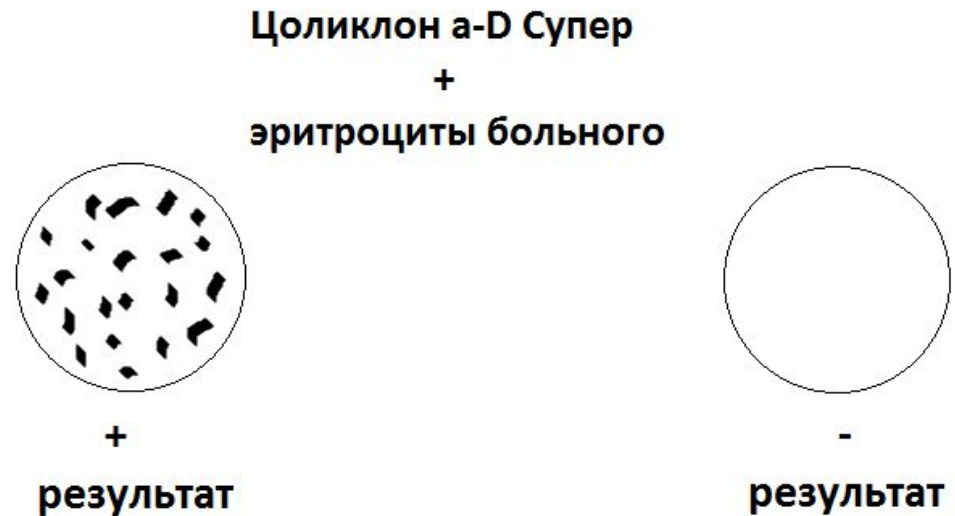 Цоликлон a-D Супер
+
эритроциты больного
+
результат
-
результат